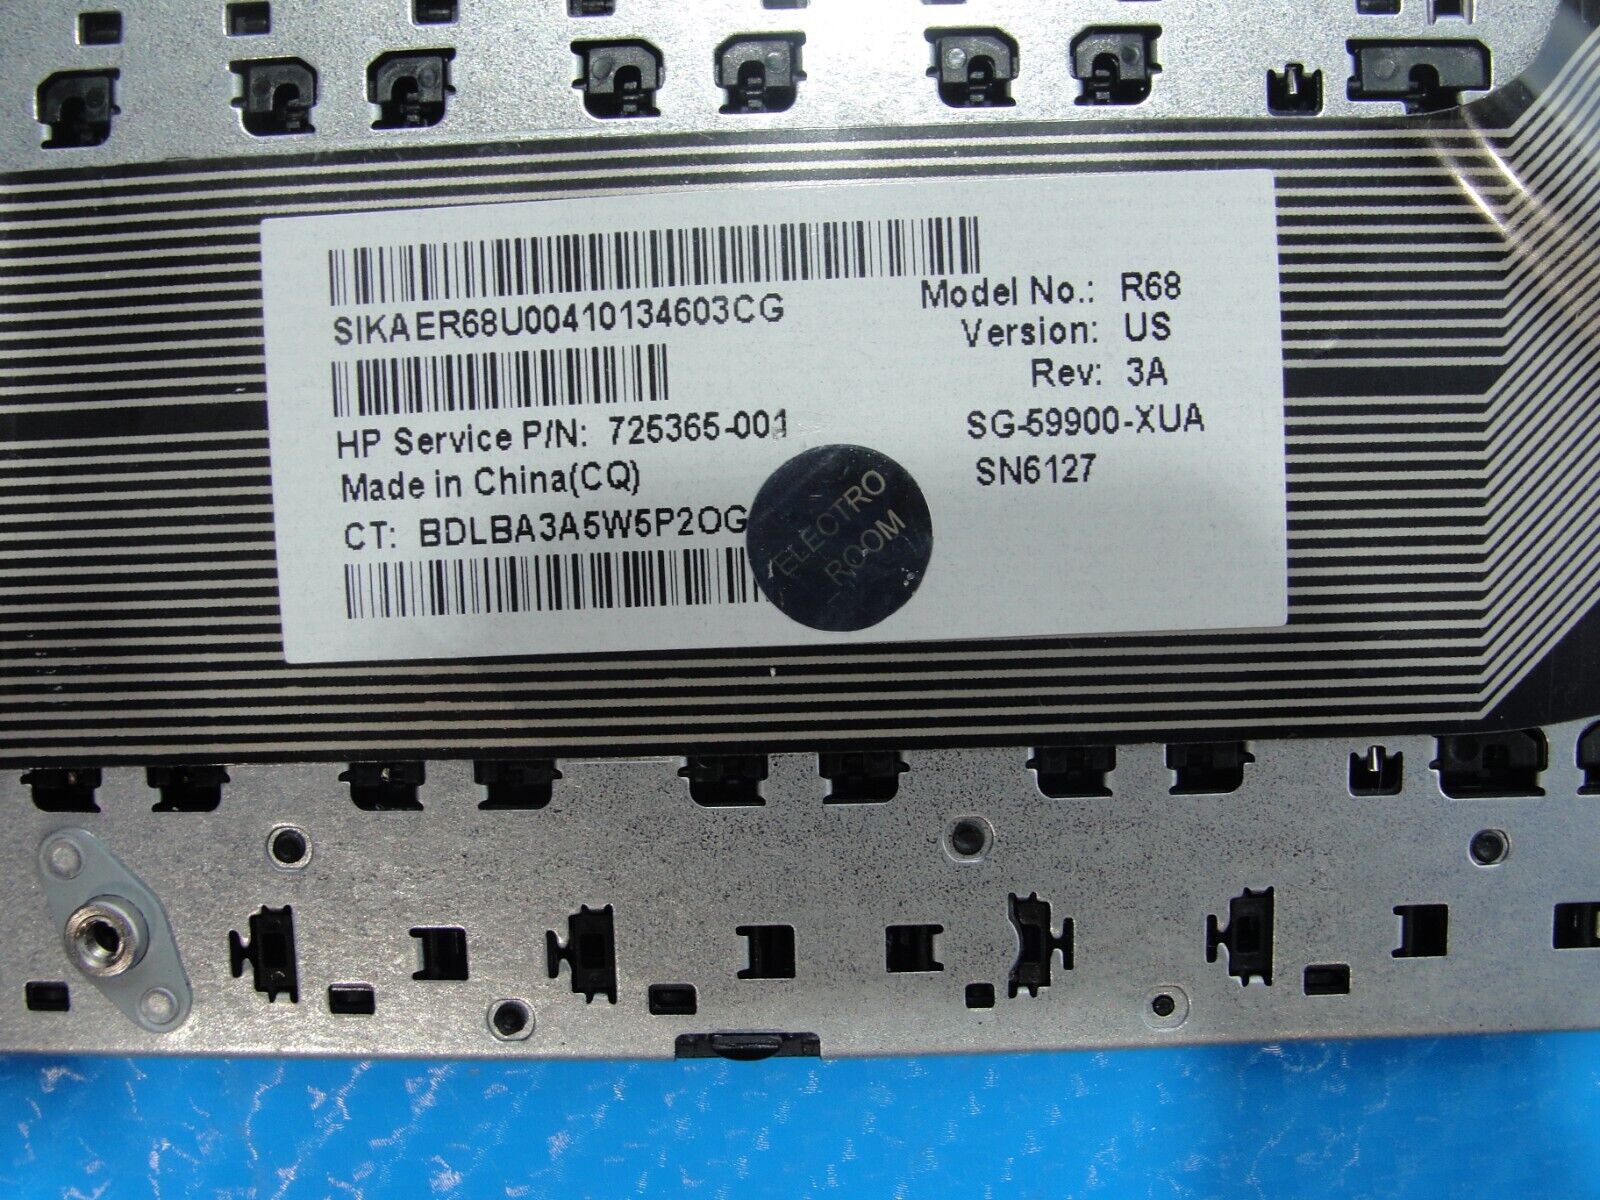 SIKAER68U00410134603CG
Model No.: R68
Version: US
Rev: 3A
HP Service P/N: 725365-001
SG-59900-XUA
Made in China(CQ)
SN6127
CT: BDLBA3A5W5P2OG
ELECTRO
ROOM